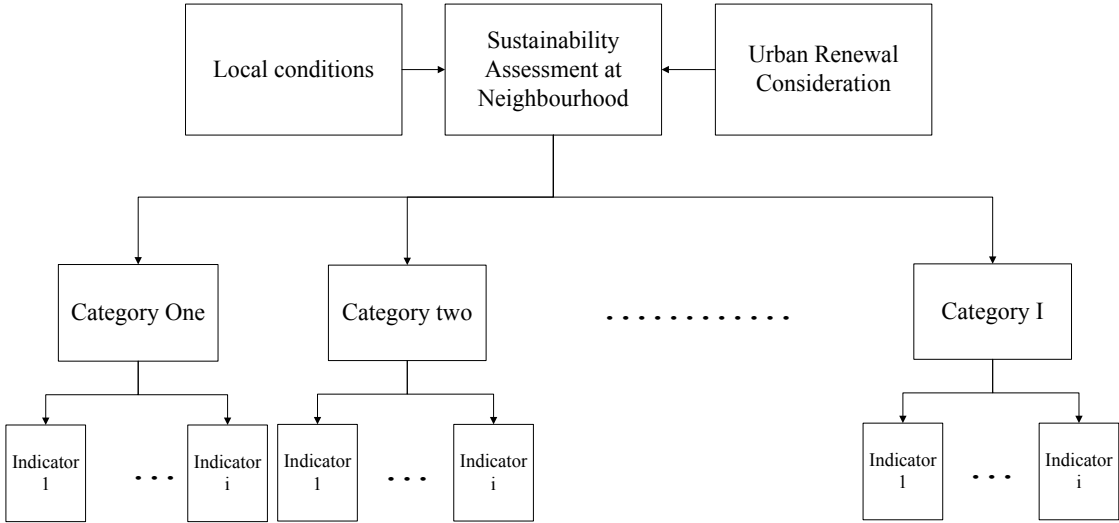 Local conditions
Sustainability
Assessment at
Neighbourhood
Urban Renewal
Consideration
Category One
Category two
. . . . . . . . . . . .
Category I
Indicator
1
. . .
Indicator
i
Indicator
1
. . .
Indicator
i
Indicator
1
. . .
Indicator
i